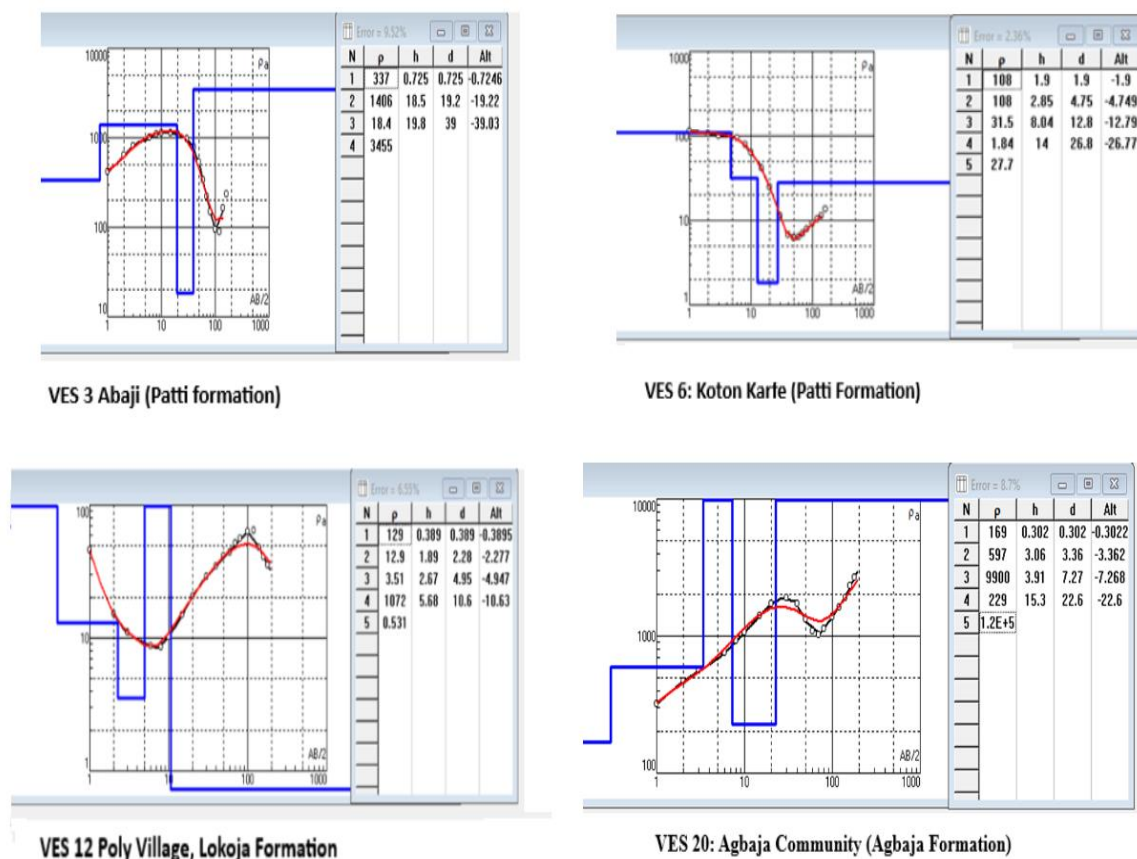 Error = 9.52%
N ρ h d Alt
1 337 0.725 0.725 -0.7246
2 1406 18.5 19.2 -19.22
3 18.4 19.8 39 -39.03
4 3455
10000
ρa
1000
100
10
AB/2
1 10 100 1000
VES 3 Abaji (Patti formation)
Error = 2.36%
N ρ h d Alt
1 108 1.9 1.9 -1.9
2 108 2.85 4.75 -4.749
3 31.5 8.04 12.8 -12.79
4 1.84 14 26.8 -26.77
5 27.7
1000
ρa
100
10
1
AB/2
1 10 100 1000
VES 6: Koton Karfe (Patti Formation)
Error = 6.55%
N ρ h d Alt
1 129 0.389 0.389 -0.3895
2 12.9 1.89 2.28 -2.277
3 3.51 2.67 4.95 -4.947
4 1072 5.68 10.6 -10.63
5 0.531
100
ρa
10
1
AB/2
1 10 100 1000
VES 12 Poly Village, Lokoja Formation
Error = 8.7%
N ρ h d Alt
1 169 0.302 0.302 -0.3022
2 597 3.06 3.36 -3.362
3 9900 3.91 7.27 -7.268
4 229 15.3 22.6 -22.6
5 1.2E+5
10000
ρa
1000
100
AB/2
1 10 100 1000
VES 20: Agbaja Community (Agbaja Formation)